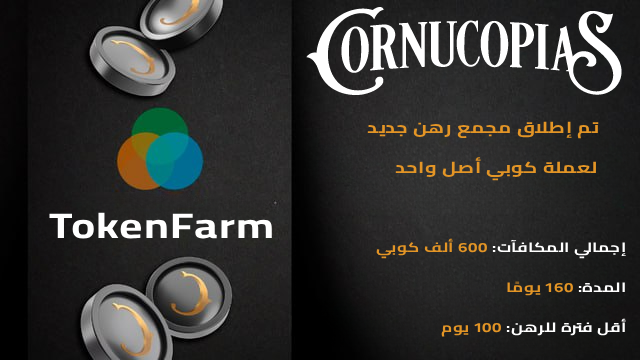 CORNUCOPIAS
تم إطلاق مجمع رهن جديد
لعملة كوبي أصل واحد
TokenFarm
إجمالي المكافآت: 600 ألف كوبي
المدة: 160 يومًا
أقل فترة للرهن: 100 يوم